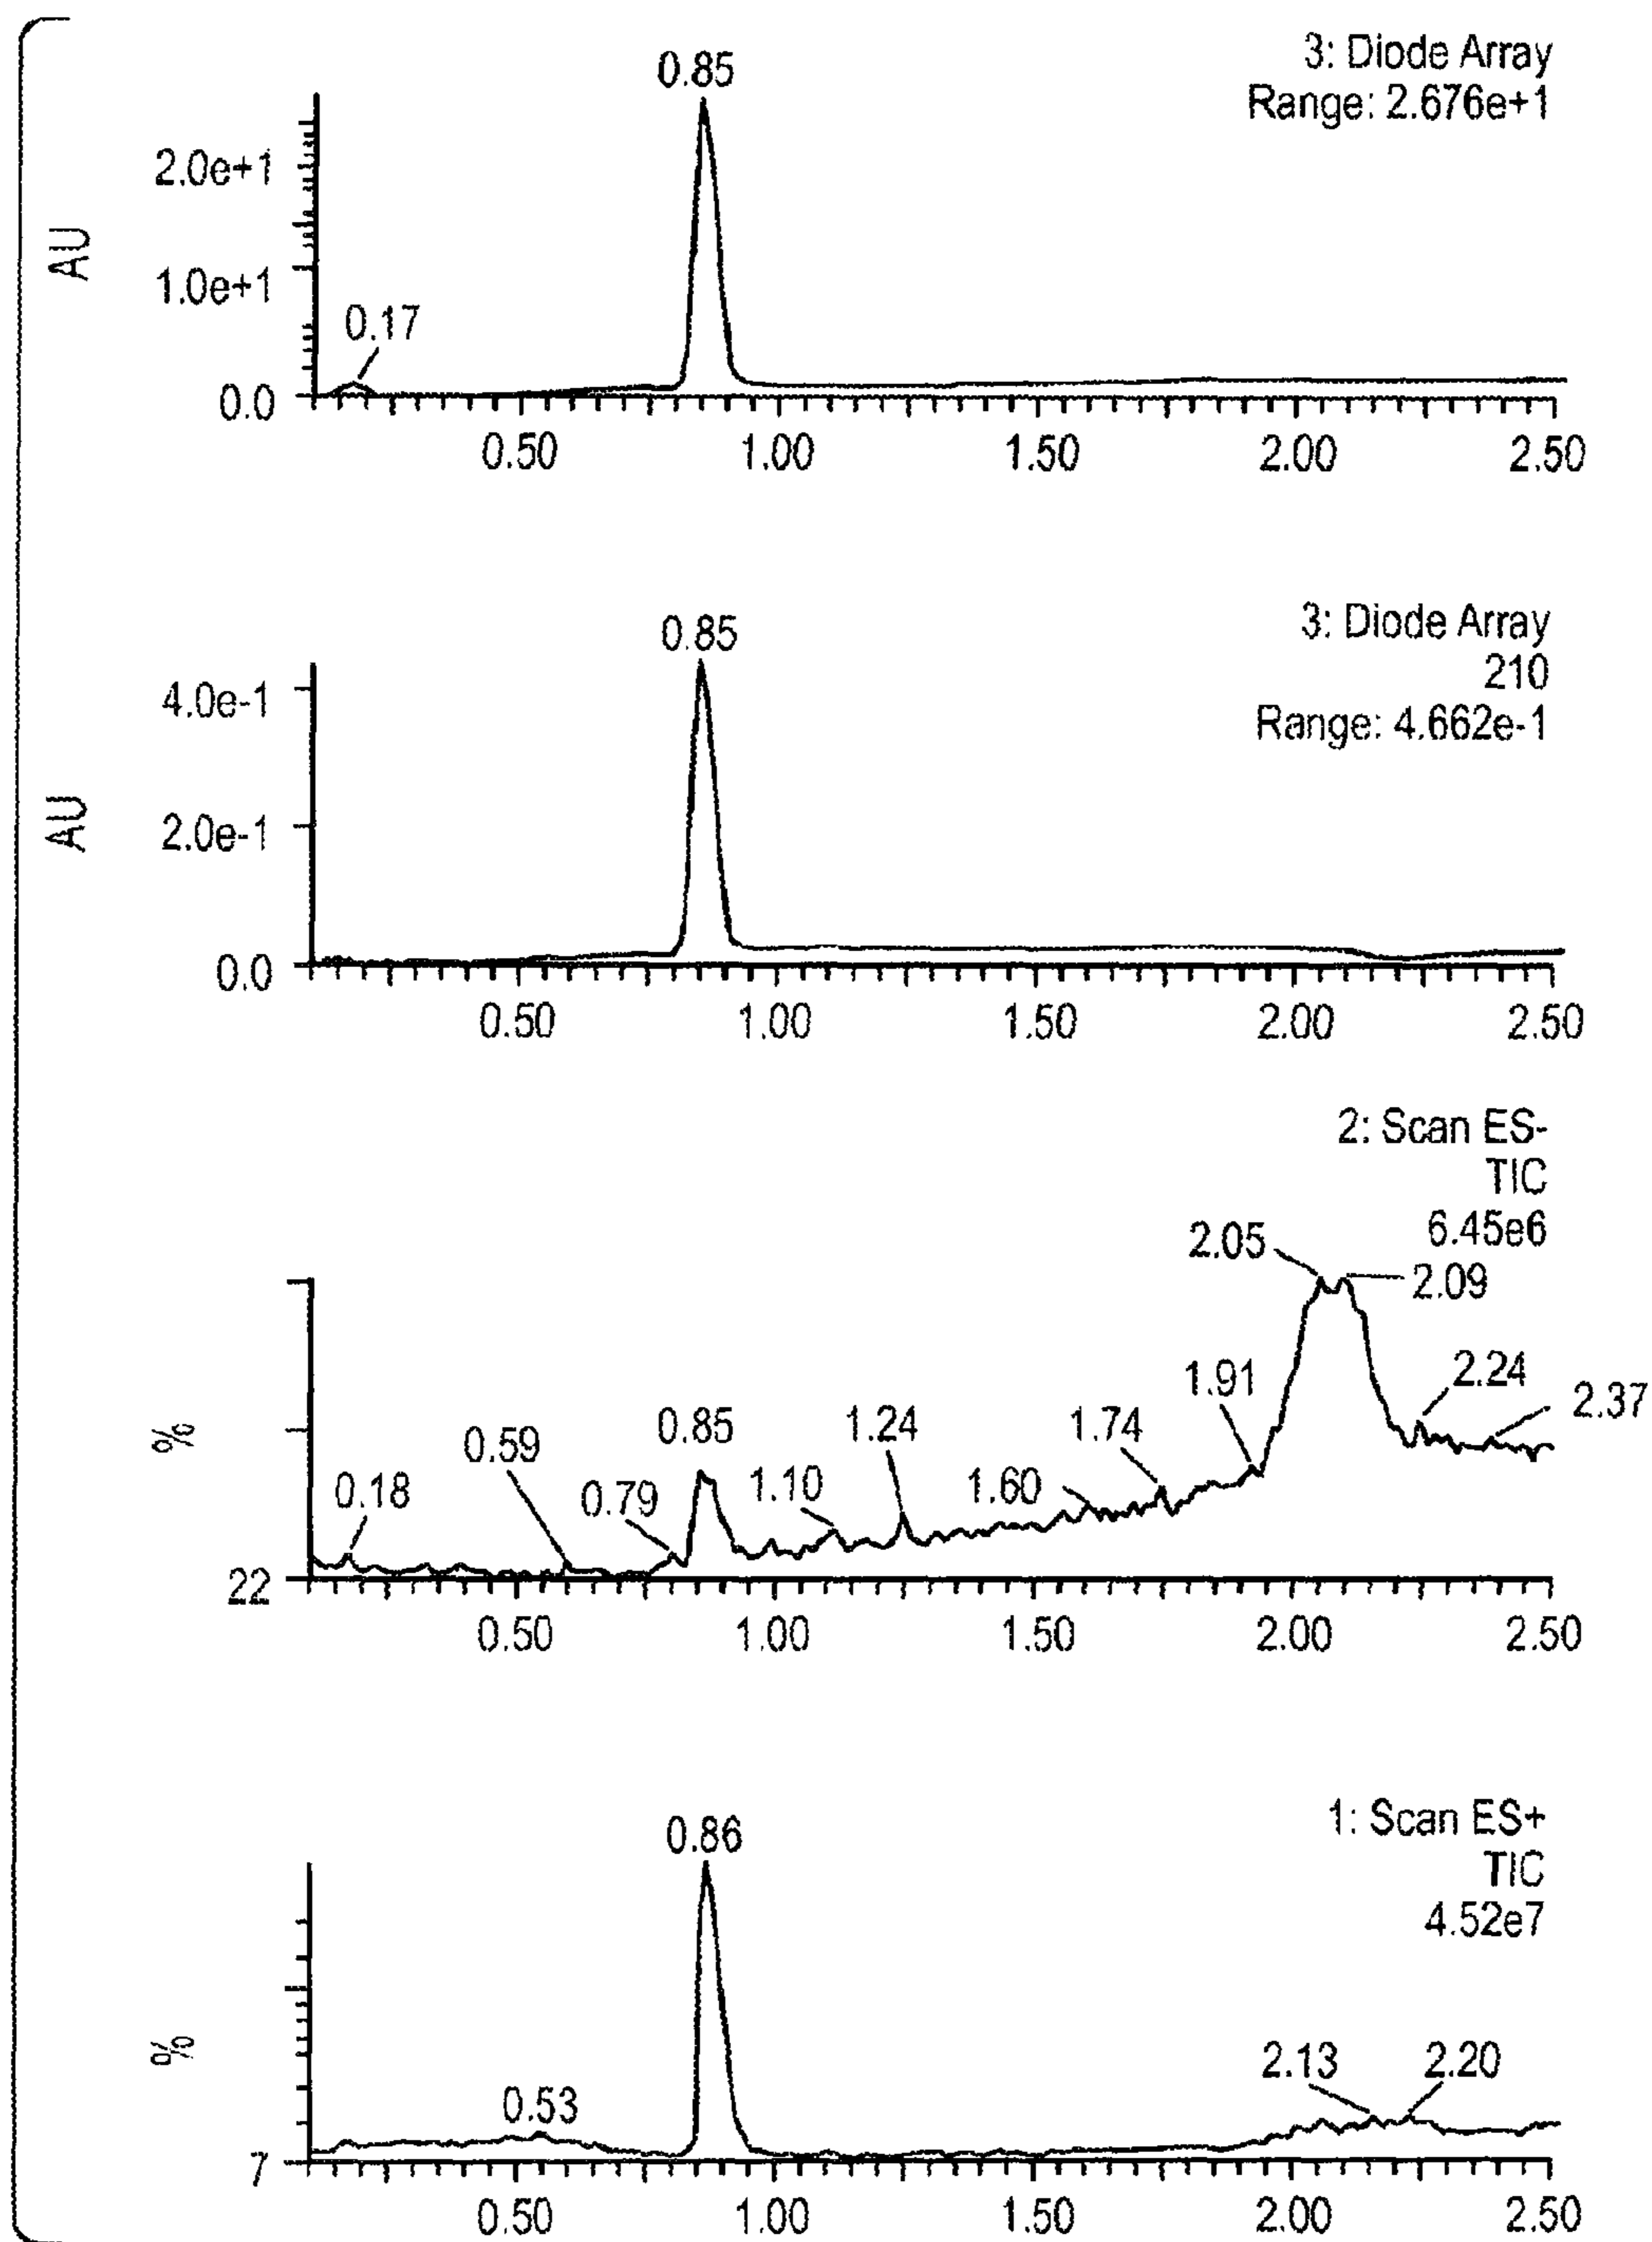 3: Diode Array
Range: 2.676e+1
0.85
2.0e+1
AU
1.0e+1
0.17
0.0
0.50 1.00 1.50 2.00 2.50
3: Diode Array
210
Range: 4.662e-1
0.85
4.0e-1
AU
2.0e-1
0.0
0.50 1.00 1.50 2.00 2.50
2: Scan ES-
TIC
6.45e6
2.05
2.09
1.91
2.24
2.37
%
0.18
0.59
0.79
0.85
1.10
1.24
1.60
1.74
22
0.50 1.00 1.50 2.00 2.50
1: Scan ES+
TIC
4.52e7
0.86
%
0.53
2.13
2.20
7
0.50 1.00 1.50 2.00 2.50